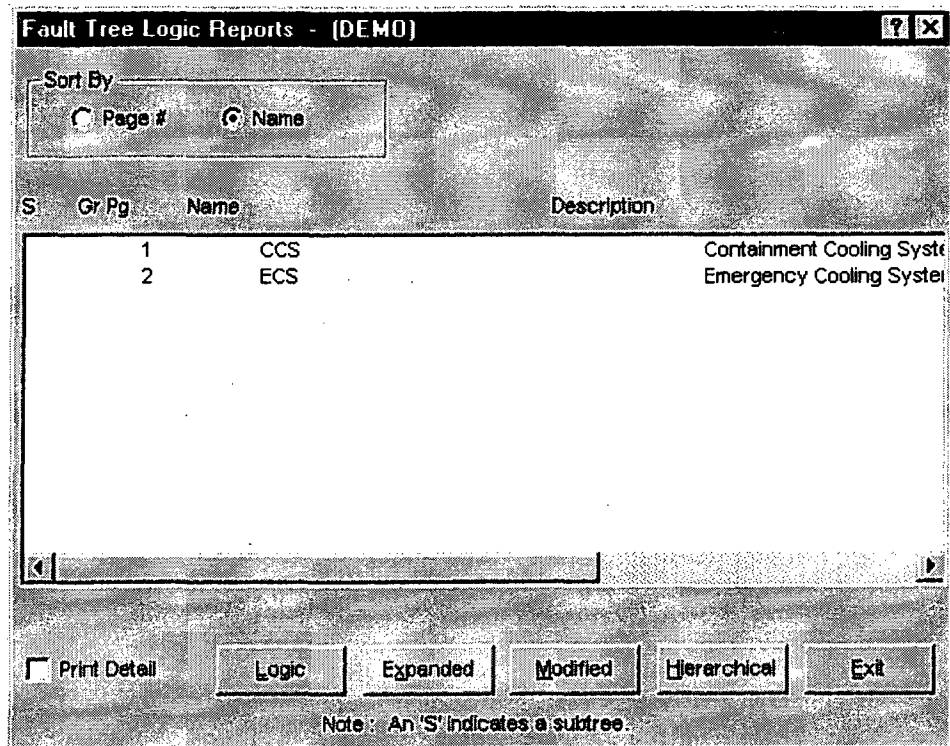 Fault Tree Logic Reports - (DEMO)
Sort By
Page # Name
S Gr Pg Name Description
1 CCS Containment Cooling Syste
2 ECS Emergency Cooling System
Print Detail Logic Expanded Modified Hierarchical Exit
Note : An 'S' indicates a subtree.